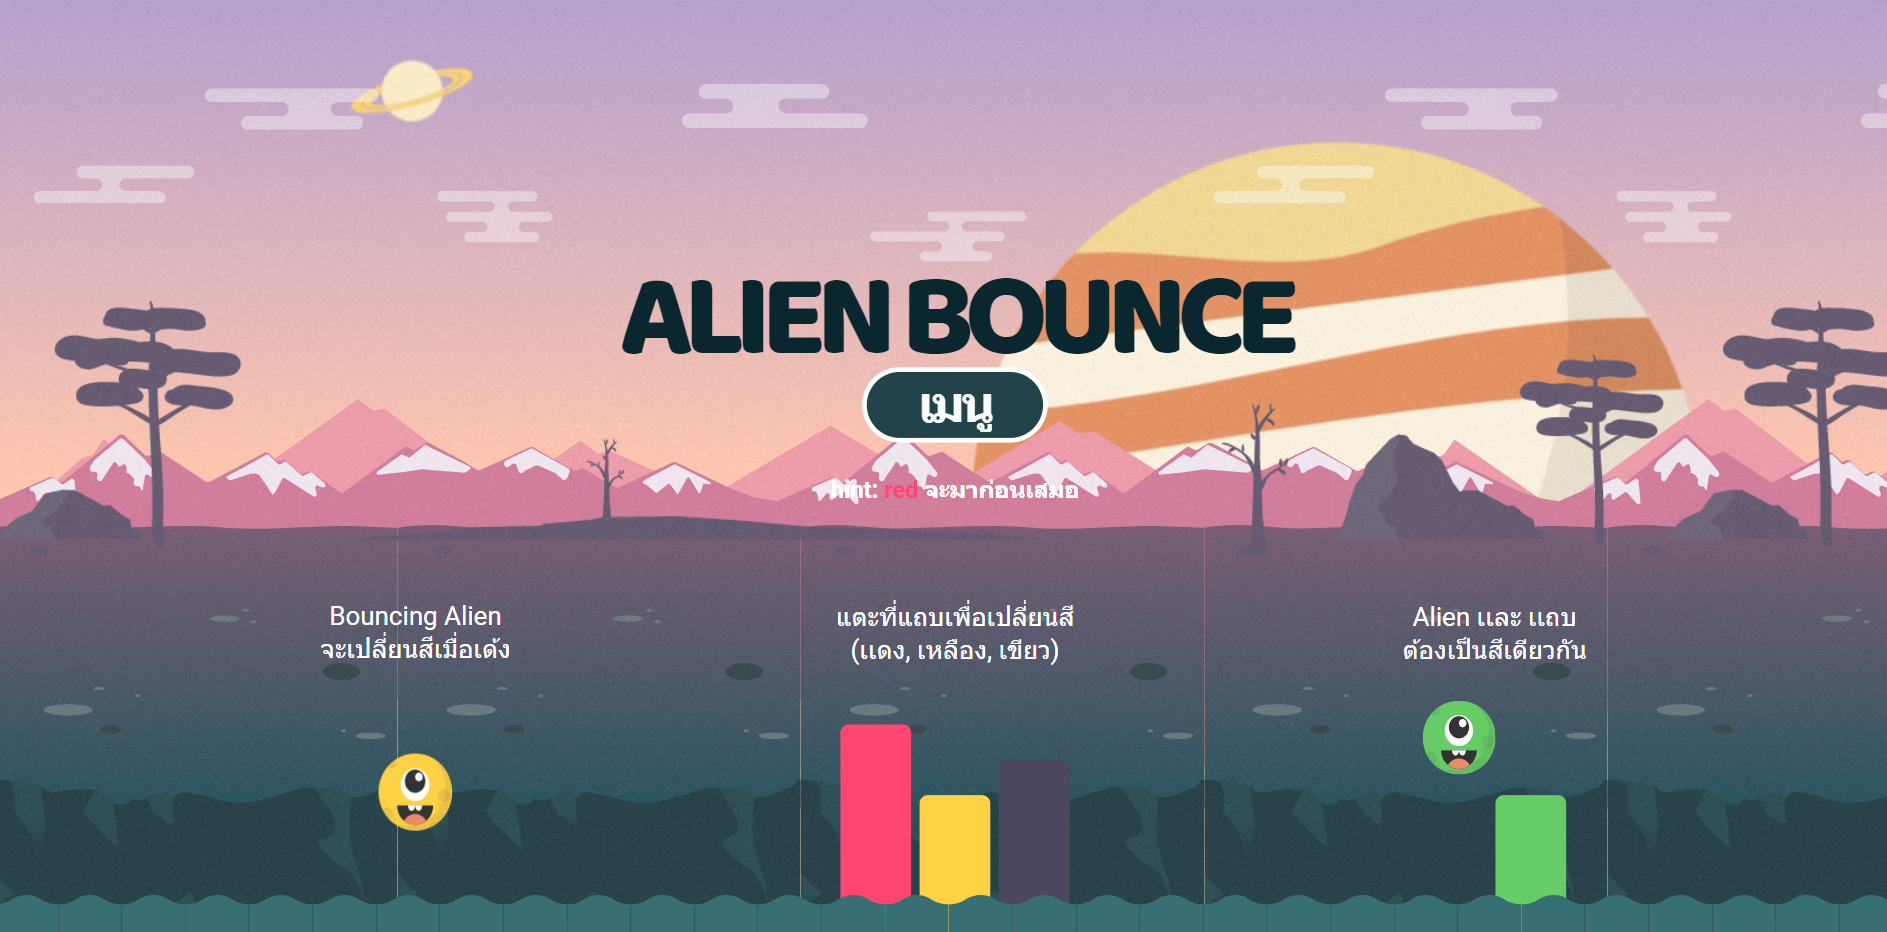 ALIEN BOUNCE
เมนู
hint: red จะมาก่อนเสมอ
Bouncing Alien
จะเปลี่ยนสีเมื่อเด้ง
แตะที่แถบเพื่อเปลี่ยนสี
(แดง, เหลือง, เขียว)
Alien และ แถบ
ต้องเป็นสีเดียวกัน